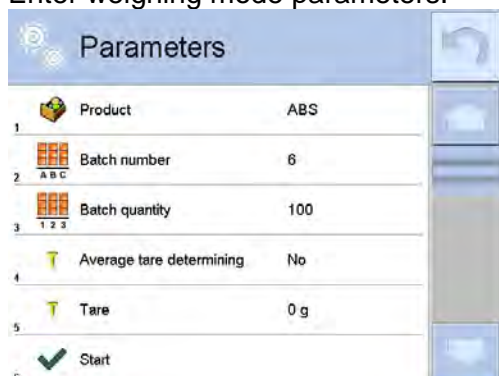 Enter weighing mode parameters.
Parameters
1 Product ABS
2 ABC Batch number 6
3 123 Batch quantity 100
4 Average tare determining No
5 Tare 0 g
Start